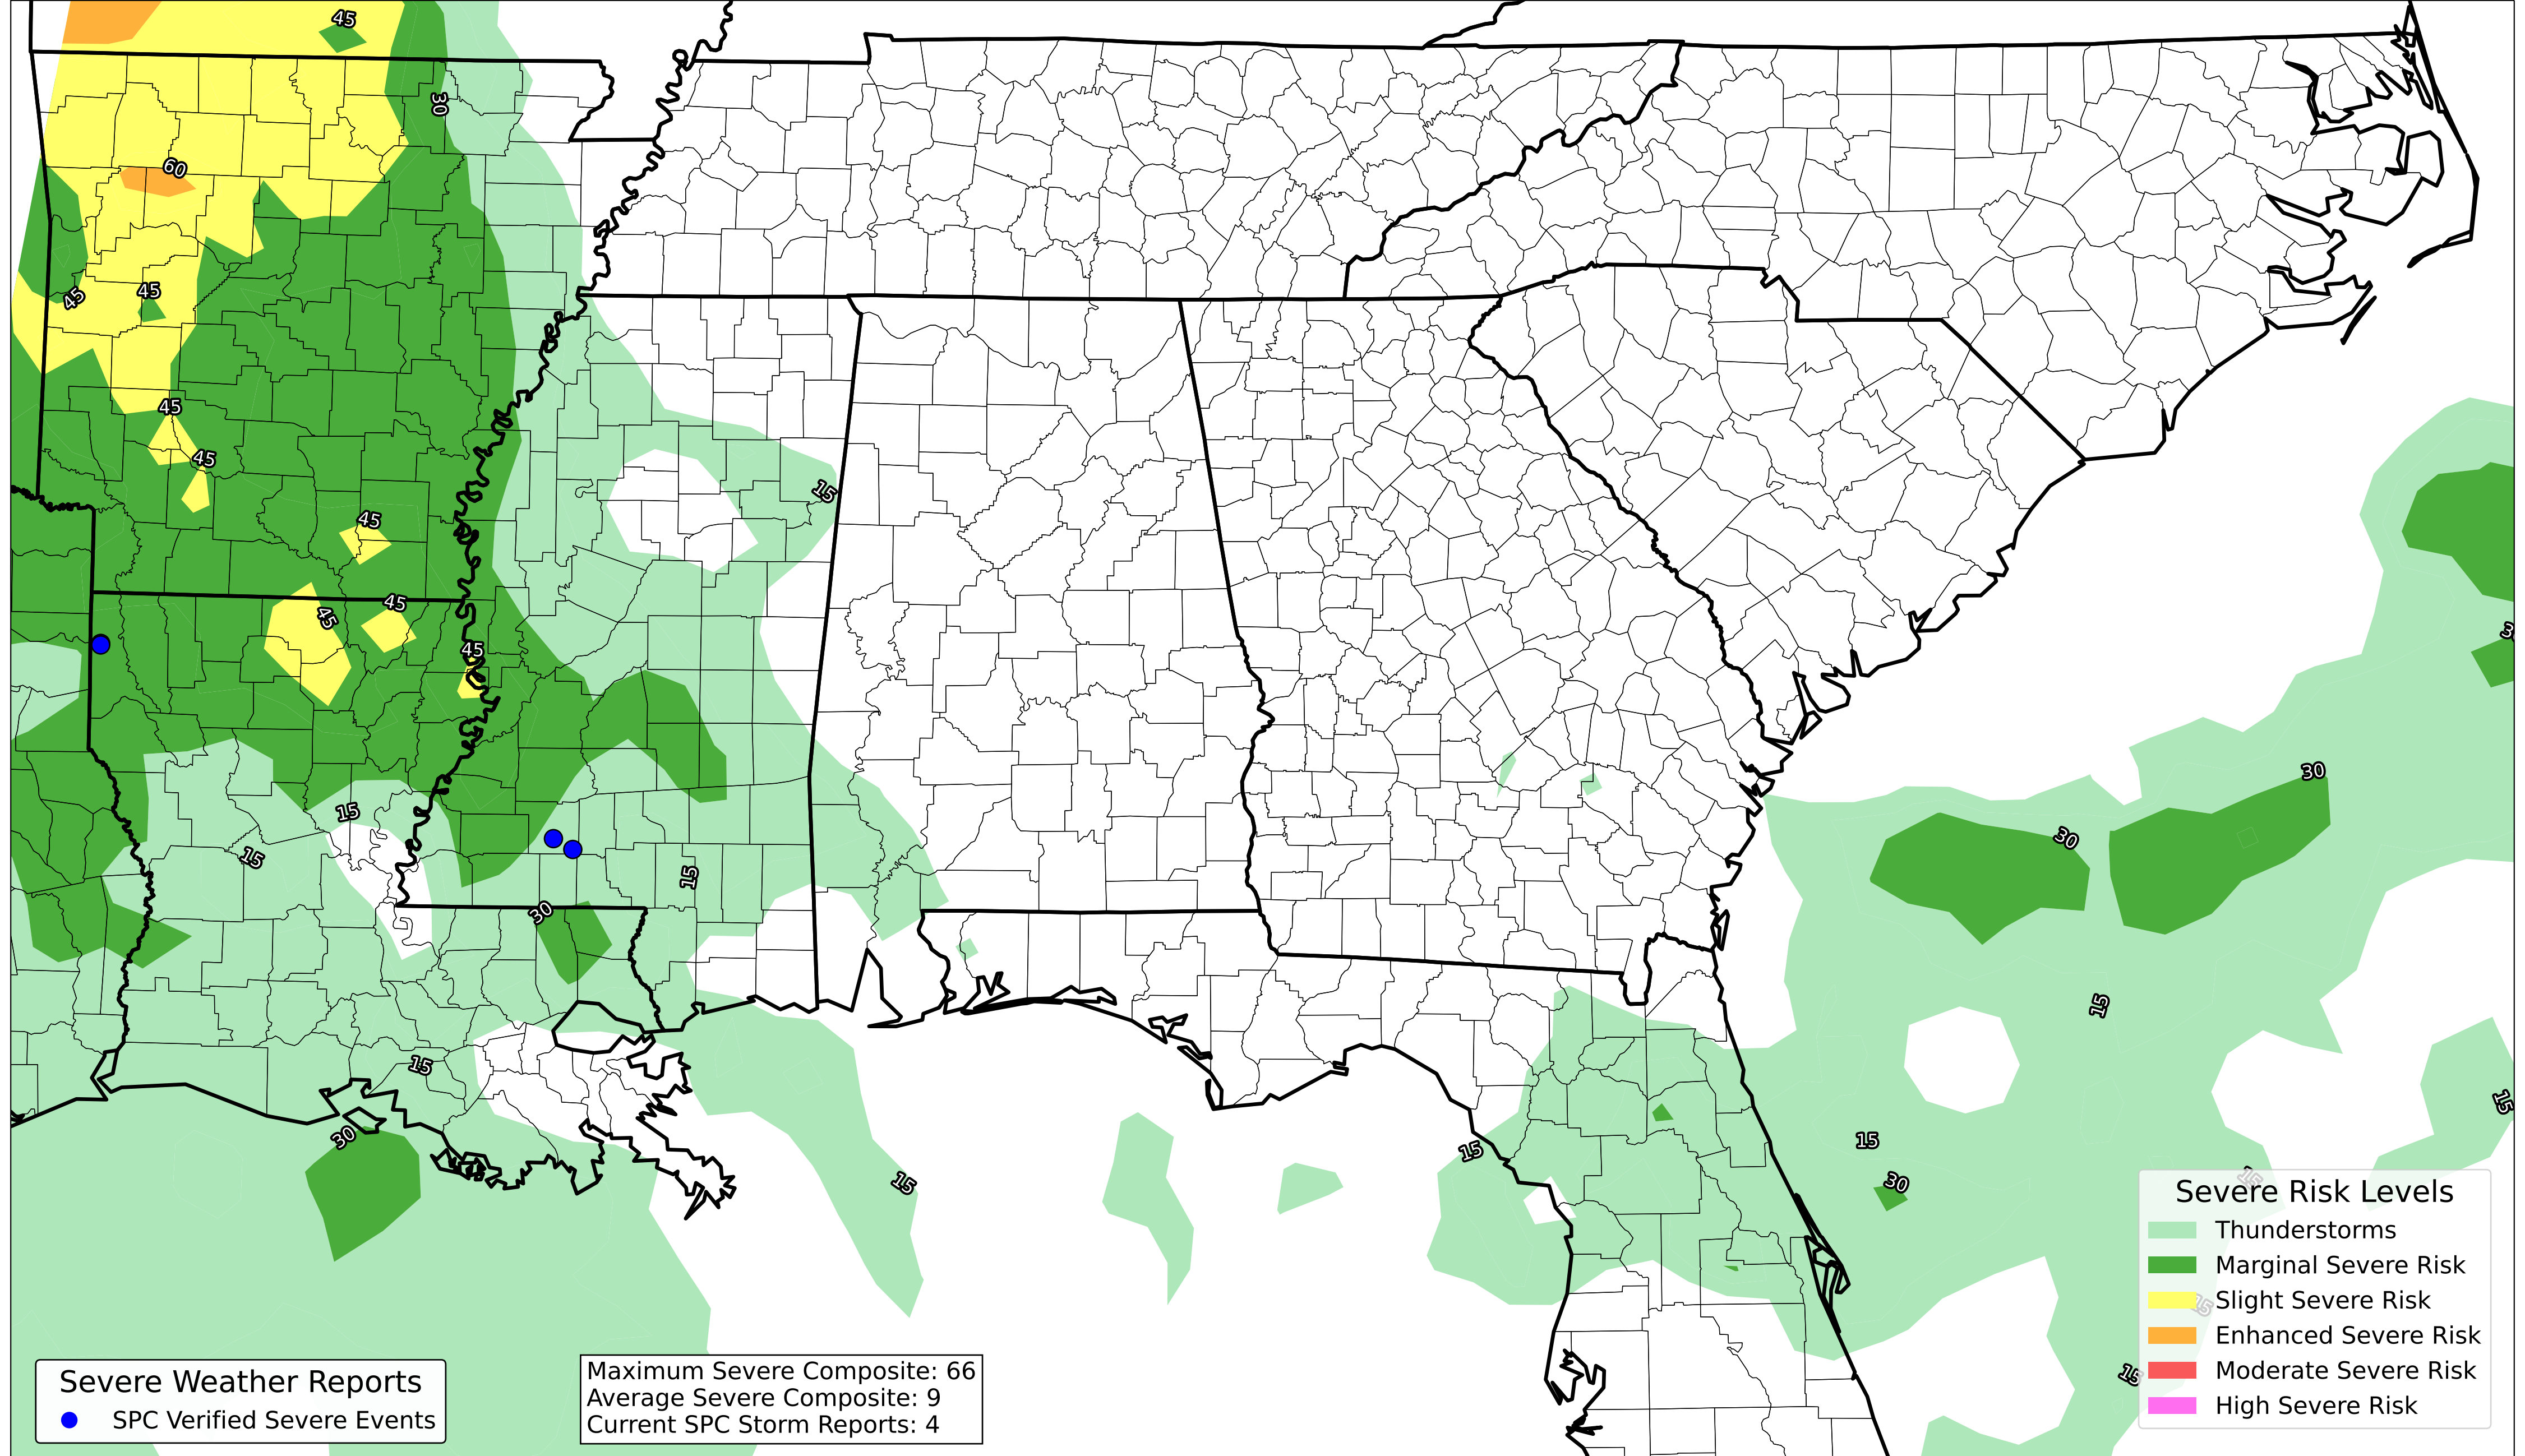 45
30
60
45
45
45
45
15
45
45
45
45
30
15
30
15
15
15
30
15
15
30
15
15
15
30
15
15
15
Severe Risk Levels
Thunderstorms
Marginal Severe Risk
Slight Severe Risk
Enhanced Severe Risk
Moderate Severe Risk
High Severe Risk
15
Severe Weather Reports
SPC Verified Severe Events
Maximum Severe Composite: 66
Average Severe Composite: 9
Current SPC Storm Reports: 4